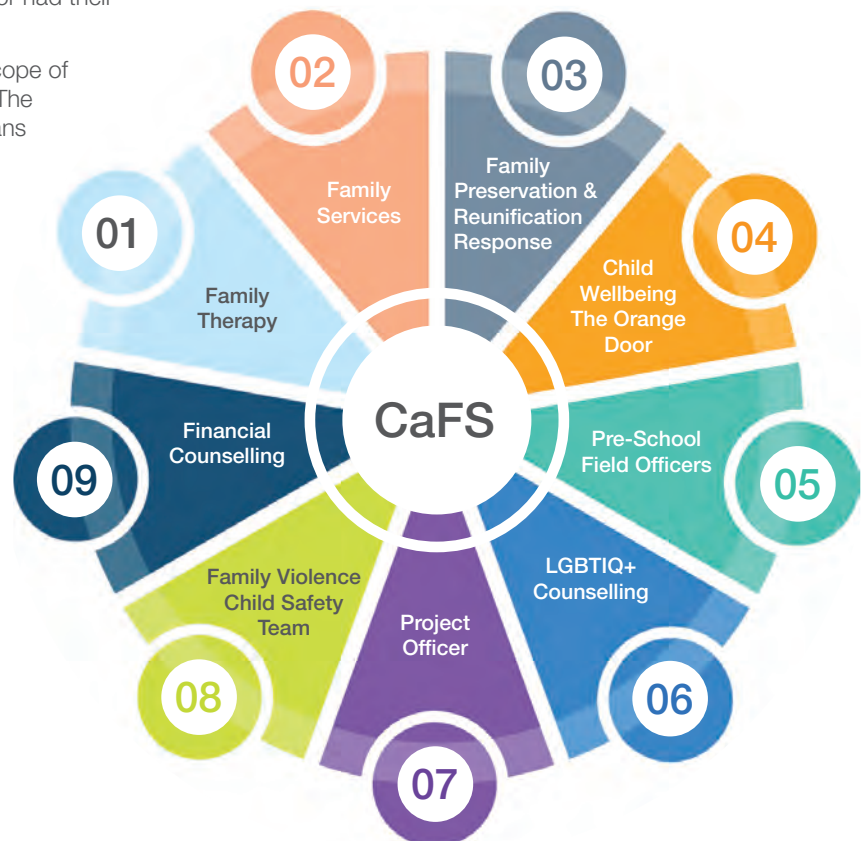 or had their
cope of
The
ans
01
Family
Therapy
02
Family
Services
03
Family
Preservation &
Reunification
Response
04
Child
Wellbeing
The Orange
Door
05
Pre-School
Field Officers
06
LGBTIQ+
Counselling
07
Project
Officer
08
Family Violence
Child Safety
Team
09
Financial
Counselling
CaFS